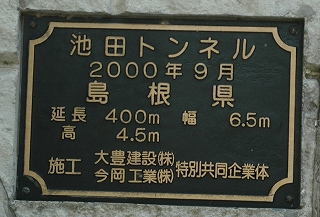 池田トンネル
2000年9月
島根県
延長 400m 幅 6.5m
高 4.5m
施工 大豊建設㈱ 特別共同企業体
今岡工業㈱